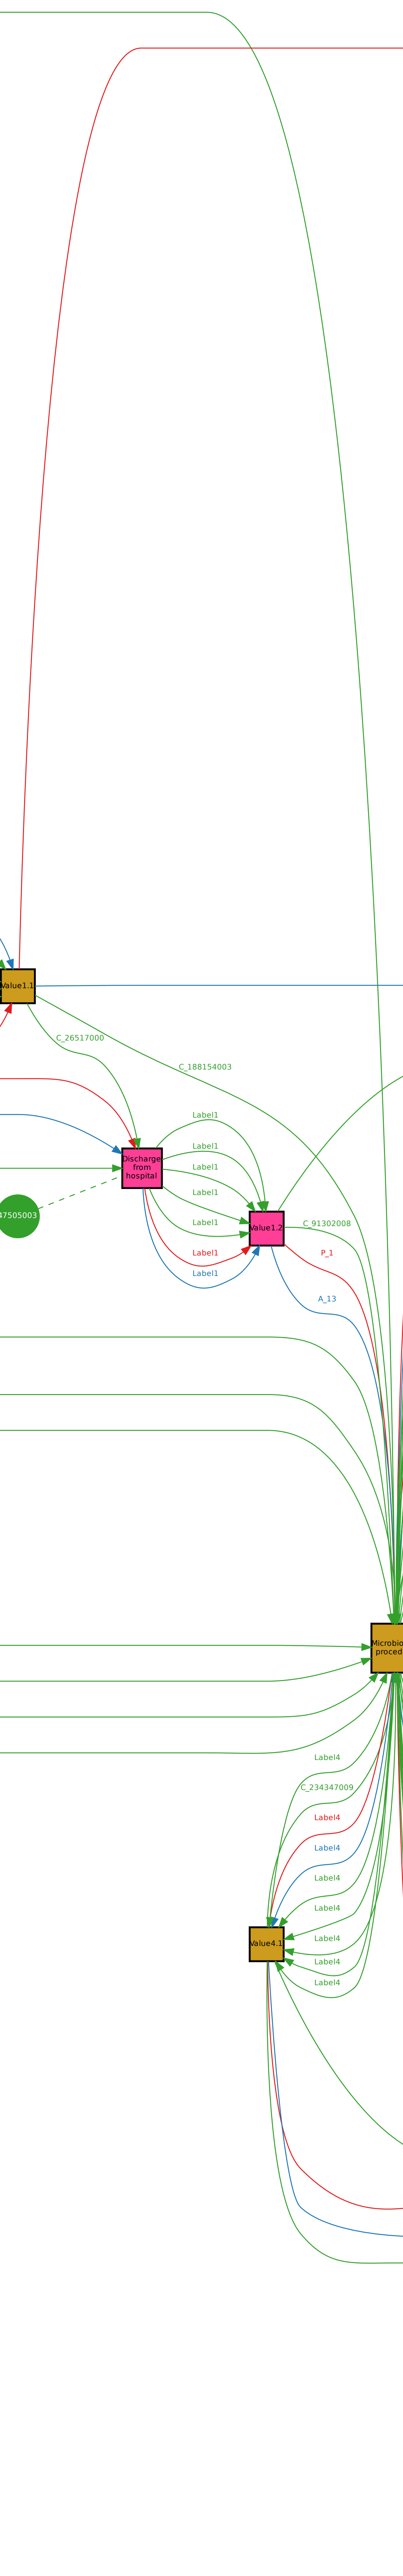 Value1.1
C_26517000
C_188154003
Label1
Label1
Discharge
from
hospital
Label1
Label1
47505003
Label1
Value1.2
C_91302008
Label1
P_1
Label1
A_13
Microbio
proced
Label4
C_234347009
Label4
Label4
Label4
Label4
Label4
Value4.1
Label4
Label4